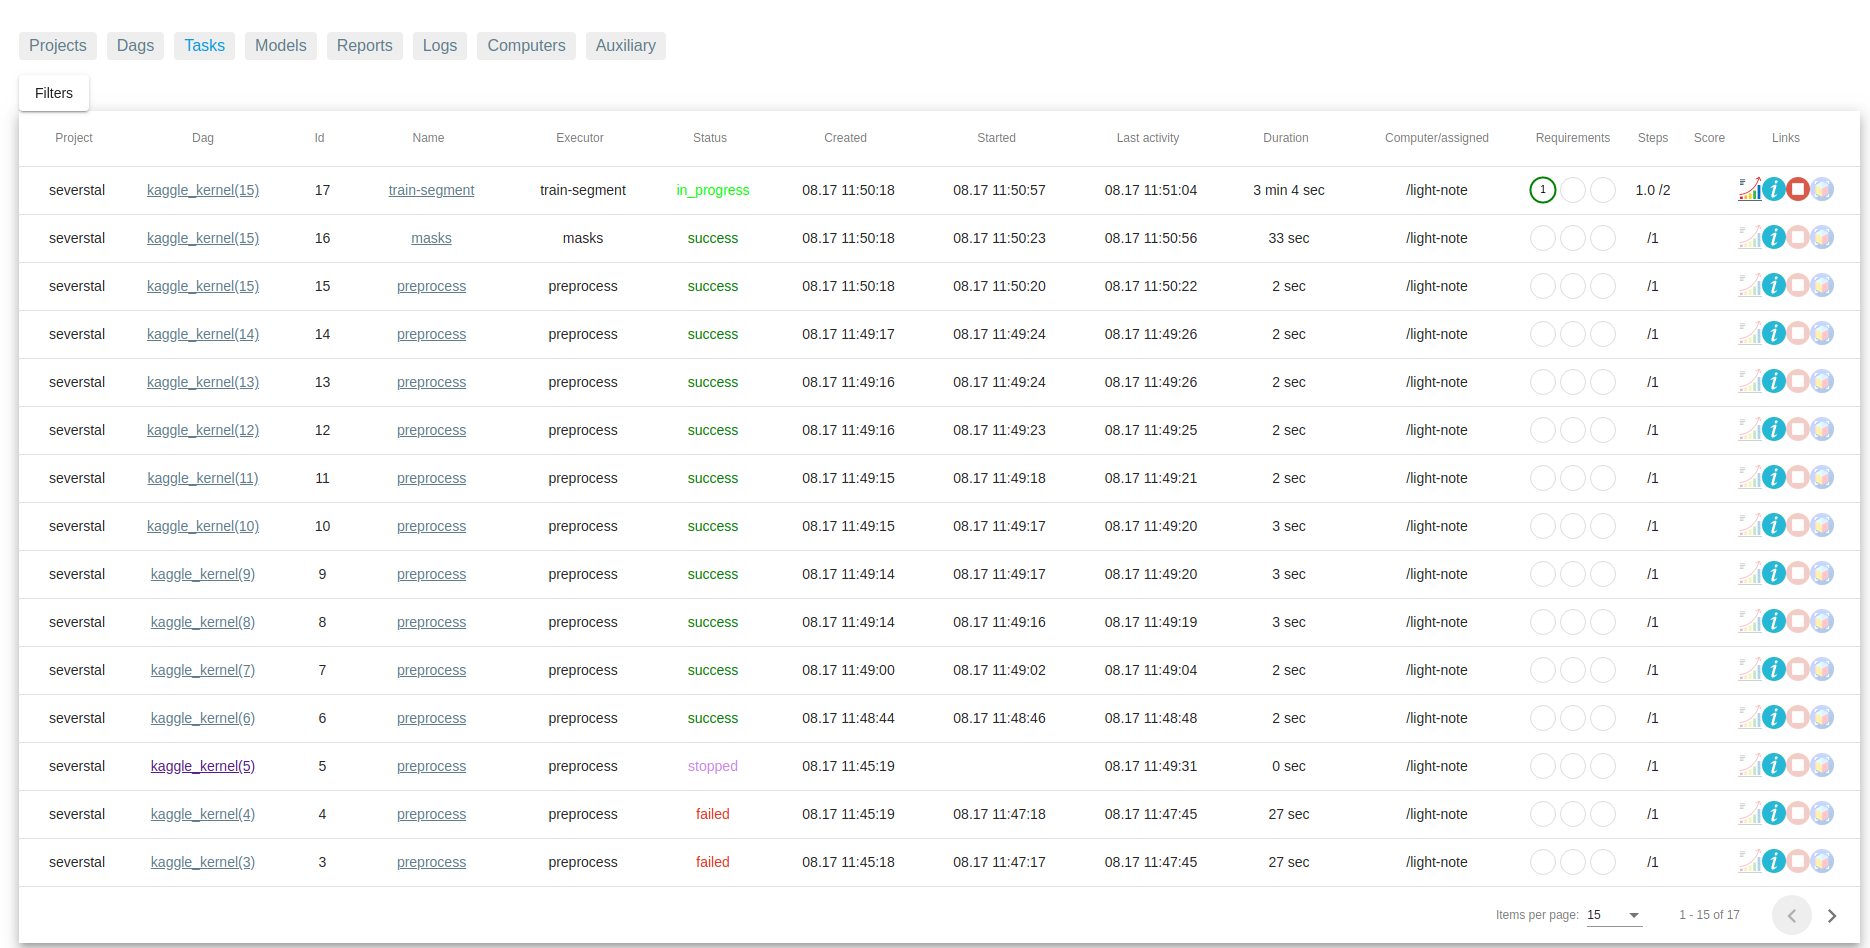 Projects Dags Tasks Models Reports Logs Computers Auxiliary
Filters
Project Dag Id Name Executor Status Created Started Last activity Duration Computer/assigned Requirements Steps Score Links
severstal kaggle_kernel(15) 17 train-segment train-segment in_progress 08.17 11:50:18 08.17 11:50:57 08.17 11:51:04 3 min 4 sec /light-note 1 1.0 /2 i
severstal kaggle_kernel(15) 16 masks masks success 08.17 11:50:18 08.17 11:50:23 08.17 11:50:56 33 sec /light-note /1 i
severstal kaggle_kernel(15) 15 preprocess preprocess success 08.17 11:50:18 08.17 11:50:20 08.17 11:50:22 2 sec /light-note /1 i
severstal kaggle_kernel(14) 14 preprocess preprocess success 08.17 11:49:17 08.17 11:49:24 08.17 11:49:26 2 sec /light-note /1 i
severstal kaggle_kernel(13) 13 preprocess preprocess success 08.17 11:49:16 08.17 11:49:24 08.17 11:49:26 2 sec /light-note /1 i
severstal kaggle_kernel(12) 12 preprocess preprocess success 08.17 11:49:16 08.17 11:49:23 08.17 11:49:25 2 sec /light-note /1 i
severstal kaggle_kernel(11) 11 preprocess preprocess success 08.17 11:49:15 08.17 11:49:18 08.17 11:49:21 2 sec /light-note /1 i
severstal kaggle_kernel(10) 10 preprocess preprocess success 08.17 11:49:15 08.17 11:49:17 08.17 11:49:20 3 sec /light-note /1 i
severstal kaggle_kernel(9) 9 preprocess preprocess success 08.17 11:49:14 08.17 11:49:17 08.17 11:49:20 3 sec /light-note /1 i
severstal kaggle_kernel(8) 8 preprocess preprocess success 08.17 11:49:14 08.17 11:49:16 08.17 11:49:19 3 sec /light-note /1 i
severstal kaggle_kernel(7) 7 preprocess preprocess success 08.17 11:49:00 08.17 11:49:02 08.17 11:49:04 2 sec /light-note /1 i
severstal kaggle_kernel(6) 6 preprocess preprocess success 08.17 11:48:44 08.17 11:48:46 08.17 11:48:48 2 sec /light-note /1 i
severstal kaggle_kernel(5) 5 preprocess preprocess stopped 08.17 11:45:19 08.17 11:49:31 0 sec /light-note /1 i
severstal kaggle_kernel(4) 4 preprocess preprocess failed 08.17 11:45:19 08.17 11:47:18 08.17 11:47:45 27 sec /light-note /1 i
severstal kaggle_kernel(3) 3 preprocess preprocess failed 08.17 11:45:18 08.17 11:47:17 08.17 11:47:45 27 sec /light-note /1 i
Items per page: 15 1 - 15 of 17